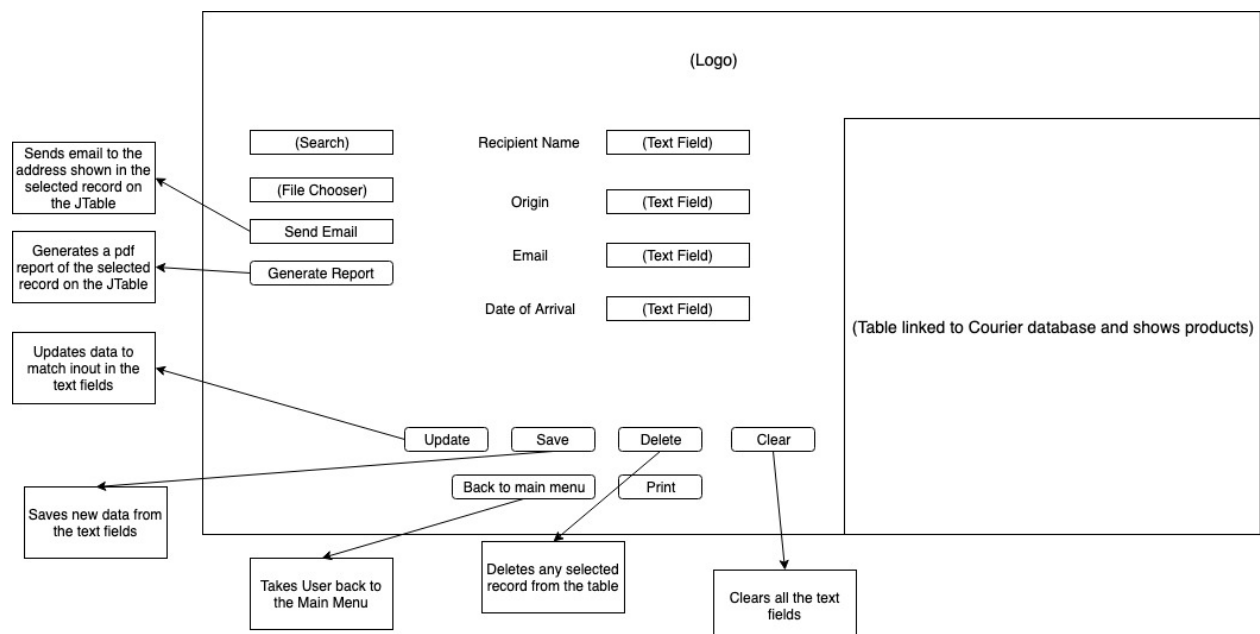 (Logo)
(Search)
Recipient Name
(Text Field)
Sends email to the
address shown in the
selected record on
the JTable
(File Chooser)
Origin
(Text Field)
Send Email
Generates a pdf
report of the selected
record on the JTable
Generate Report
Email
(Text Field)
Date of Arrival
(Text Field)
(Table linked to Courier database and shows products)
Updates data to
match inout in the
text fields
Update
Save
Delete
Clear
Back to main menu
Print
Saves new data from
the text fields
Takes User back to
the Main Menu
Deletes any selected
record from the table
Clears all the text
fields